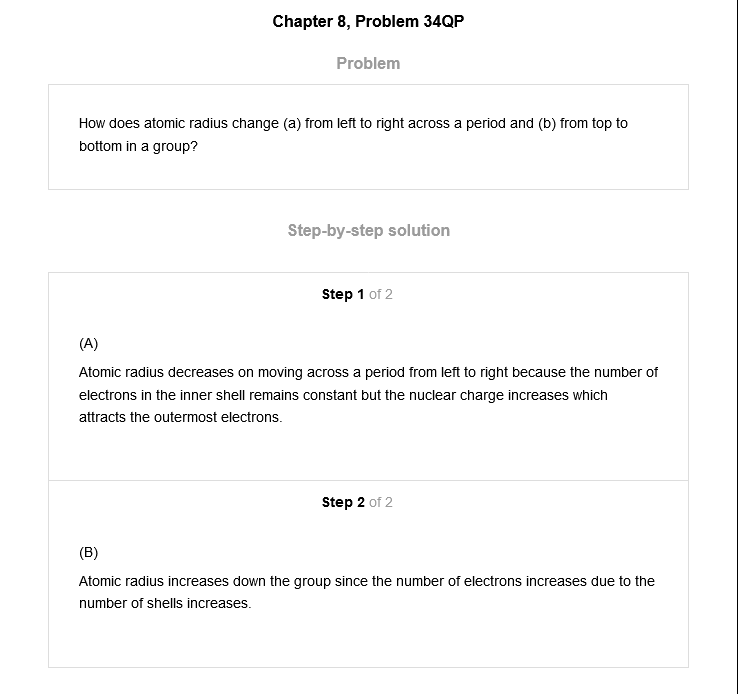 Chapter 8, Problem 34QP
Problem
How does atomic radius change (a) from left to right across a period and (b) from top to
bottom in a group?
Step-by-step solution
Step 1 of 2
(A)
Atomic radius decreases on moving across a period from left to right because the number of
electrons in the inner shell remains constant but the nuclear charge increases which
attracts the outermost electrons.
Step 2 of 2
(B)
Atomic radius increases down the group since the number of electrons increases due to the
number of shells increases.